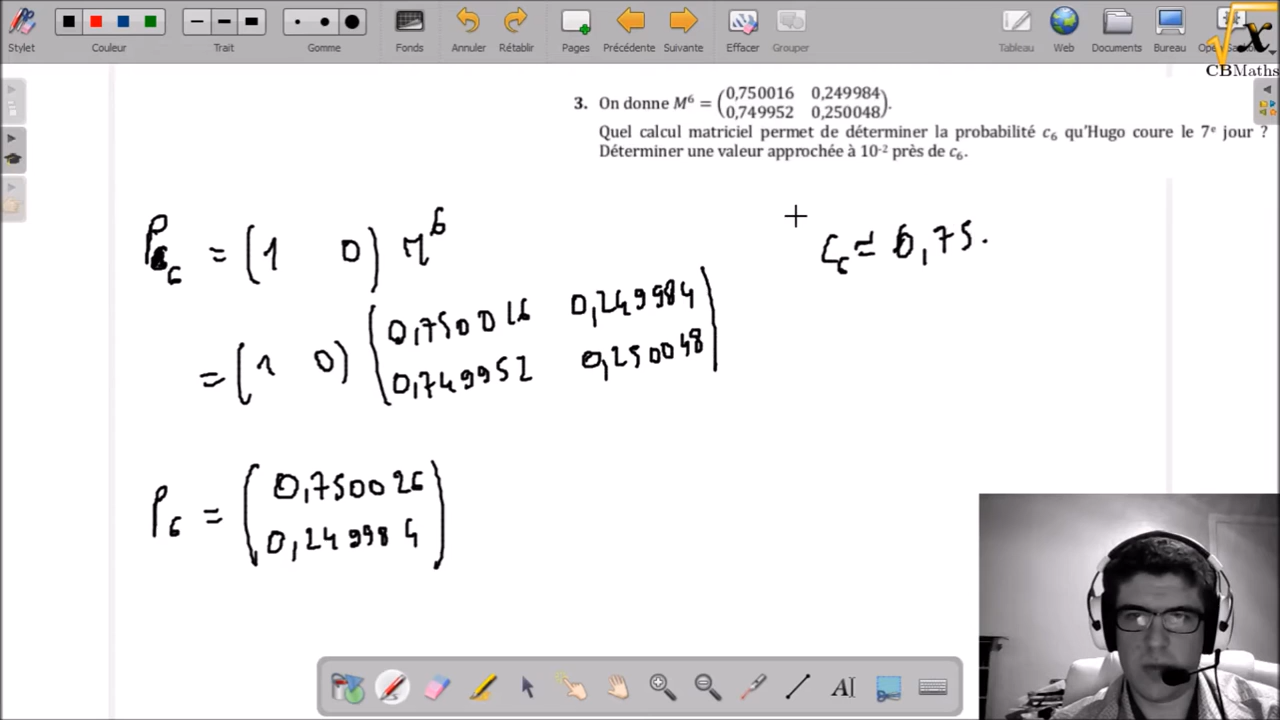 Stylet Couleur Trait Gomme Fonds Annuler Rétablir Pages Précédente Suivante Effacer Grouper Tableau Web Documents Bureau
CBMaths
3. On donne M⁶ = (0,750016 0,249984
0,749952 0,250048).
Quel calcul matriciel permet de déterminer la probabilité c₆ qu'Hugo coure le 7ᵉ jour ?
Déterminer une valeur approchée à 10⁻² près de c₆.
P₆ = (1 0) M⁶
c₆ ≃ 0,75.
= (1 0) (0,750016 0,249984
0,749952 0,250048)
P₆ = (0,750026
0,249984)
AI